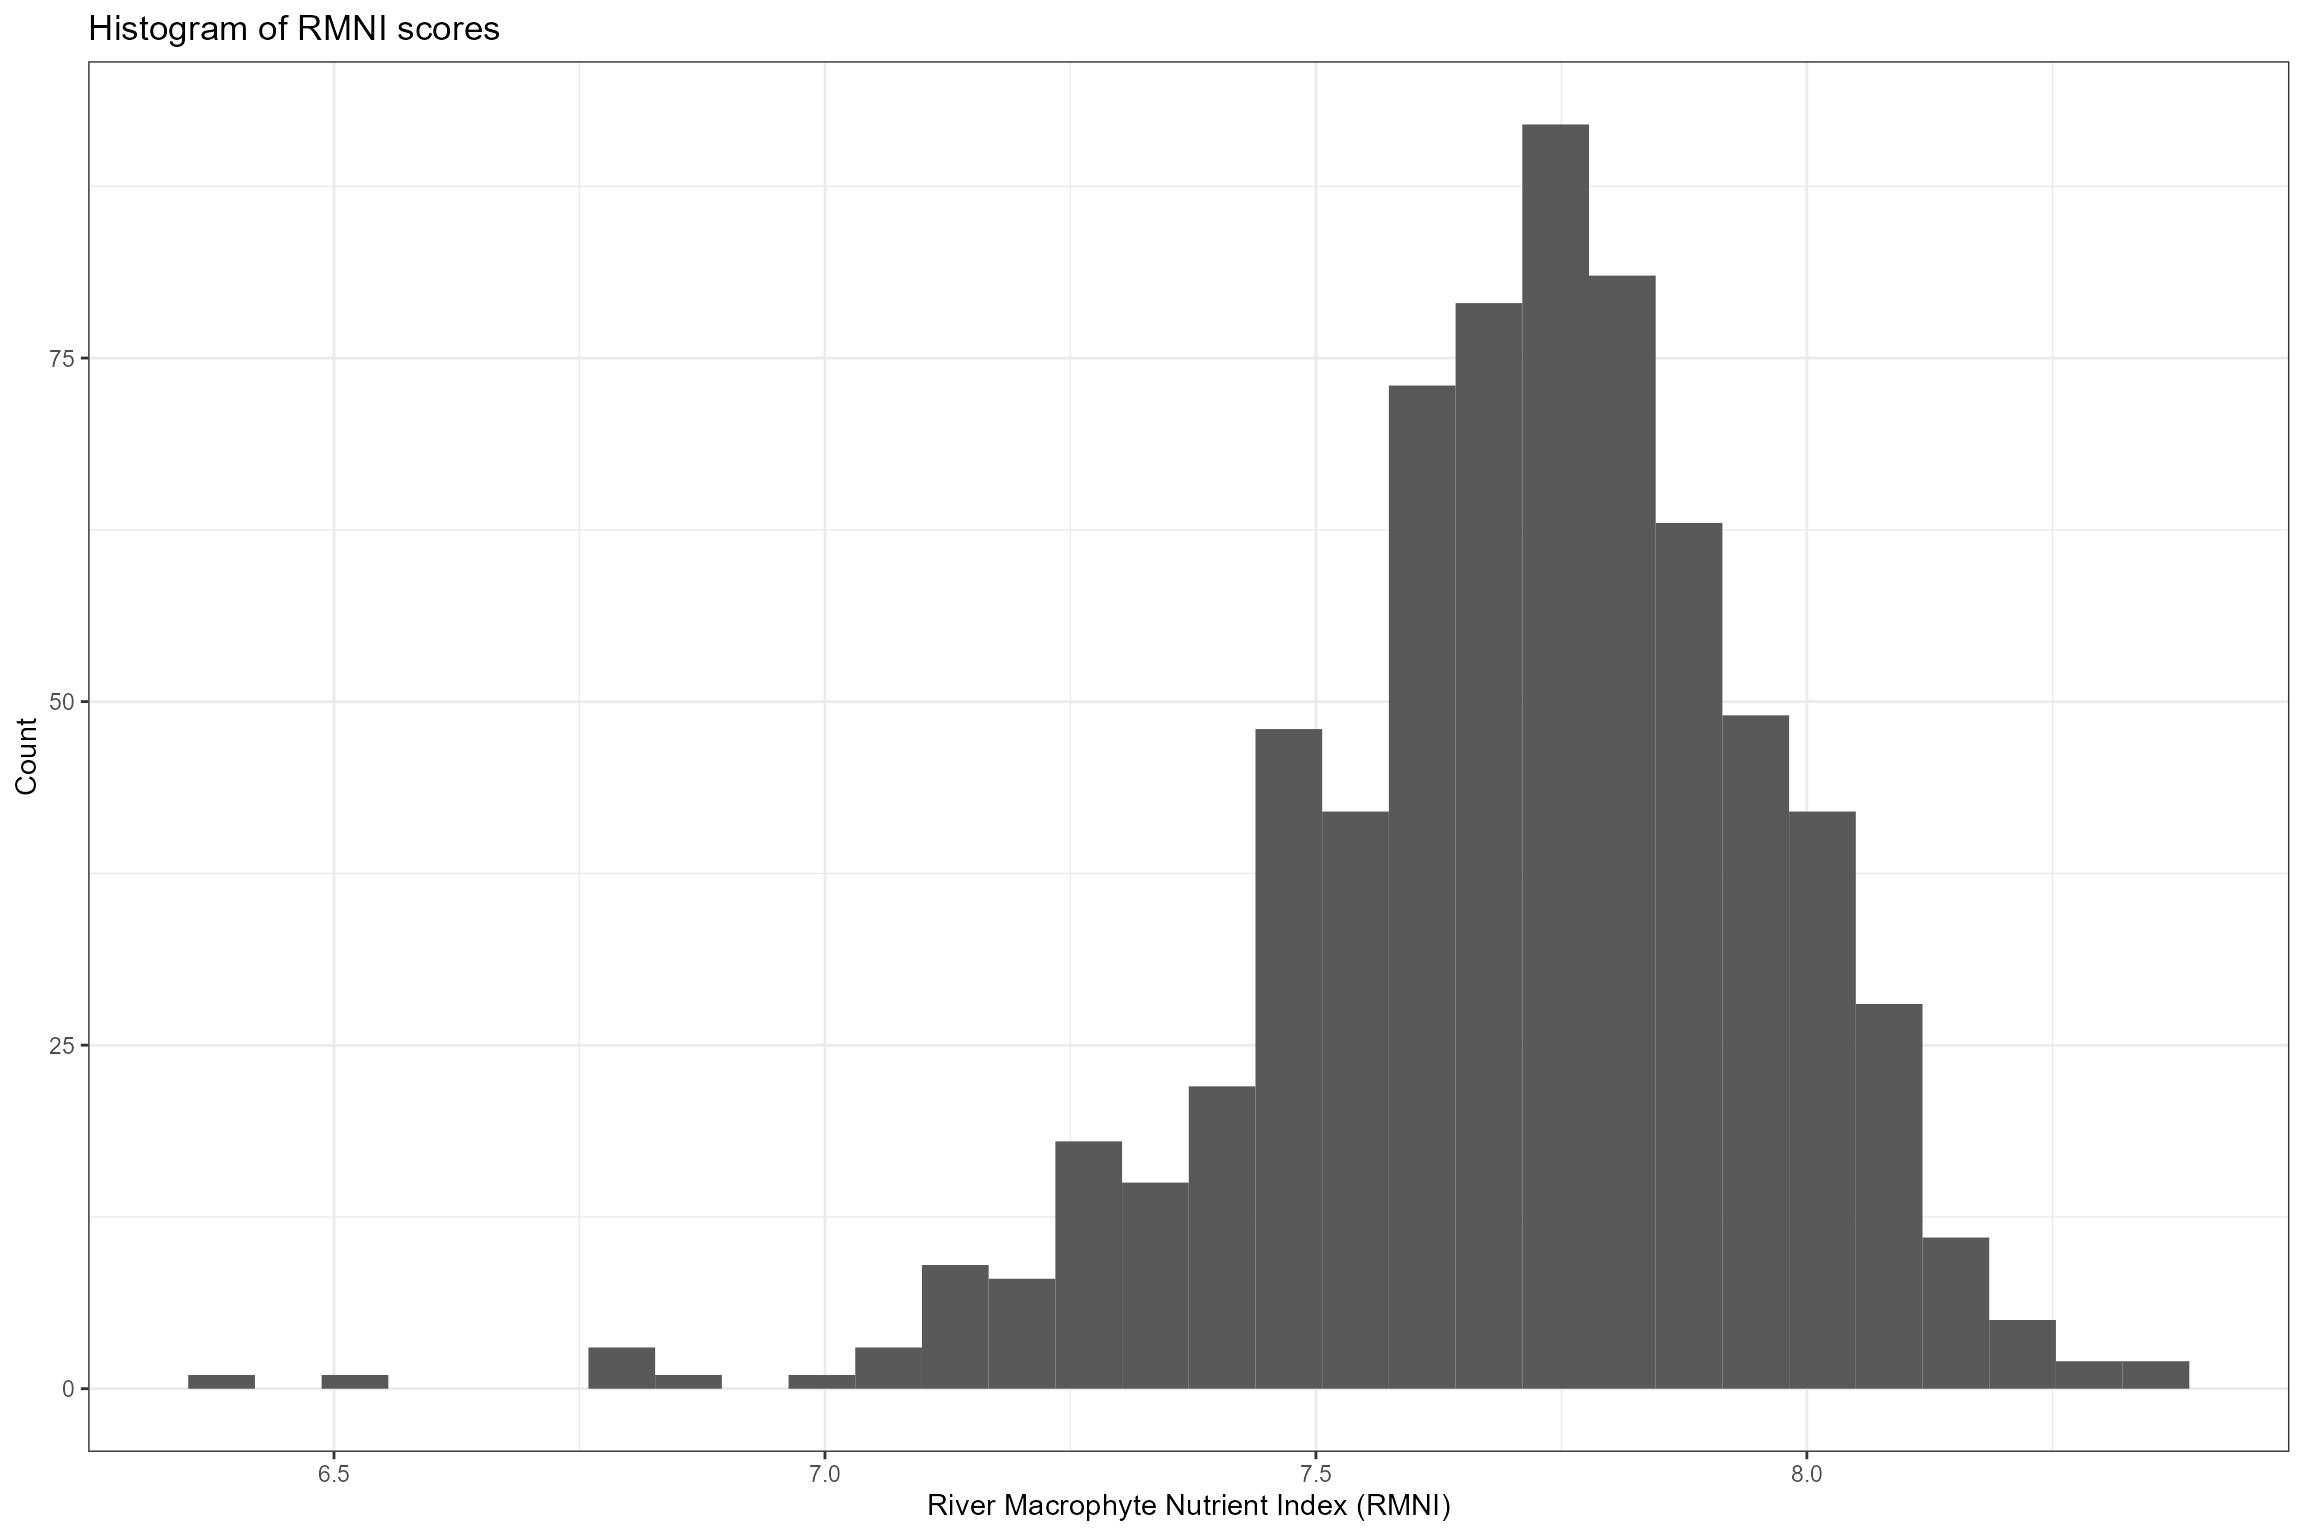 Histogram of RMNI scores
75
50
25
0
Count
6.5 7.0 7.5 8.0
River Macrophyte Nutrient Index (RMNI)